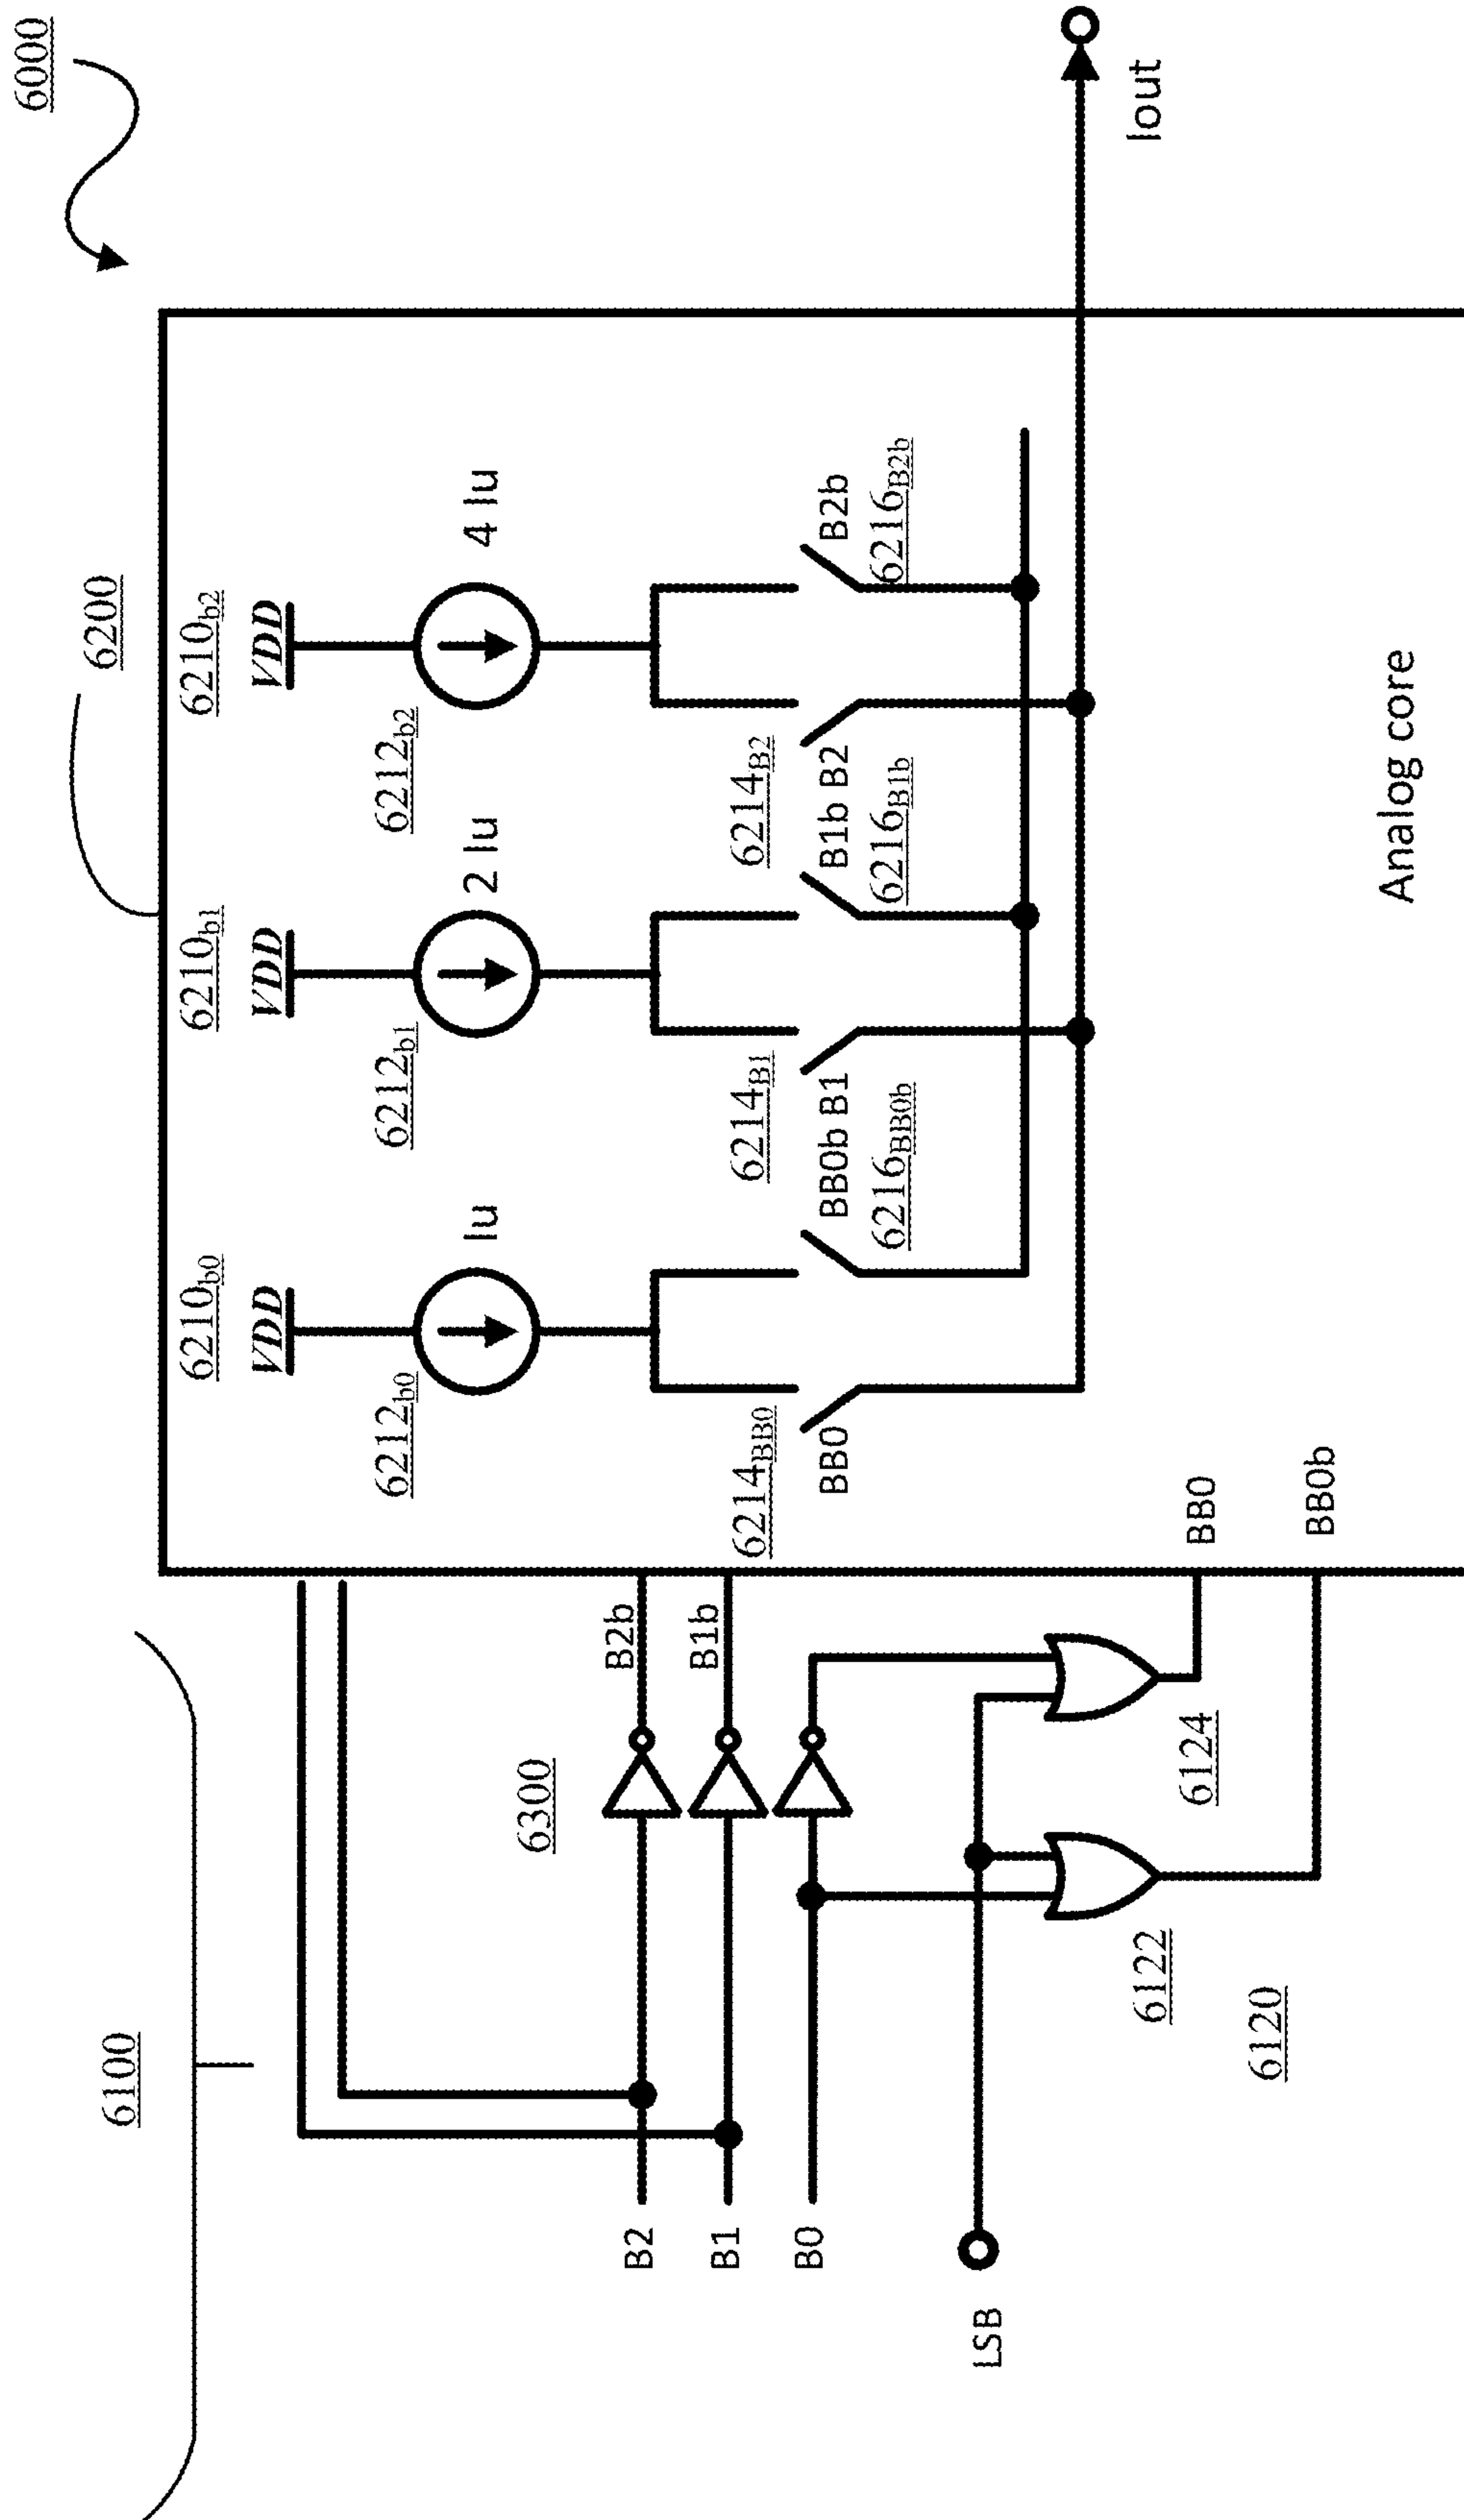 6000
6100
6200
6210b0
6210b1
6210b2
VDD
VDD
VDD
6212b0
Iu
6212b1
2 Iu
6212b2
4 Iu
6300
B2
B2b
B1
B1b
B0
6214BB0
6214B1
6214B2
BB0
BB0b B1
B1b B2
B2b
6216BB0b
6216B1b
6216B2b
LSB
Iout
6122
6124
BB0
6120
BB0b
Analog core